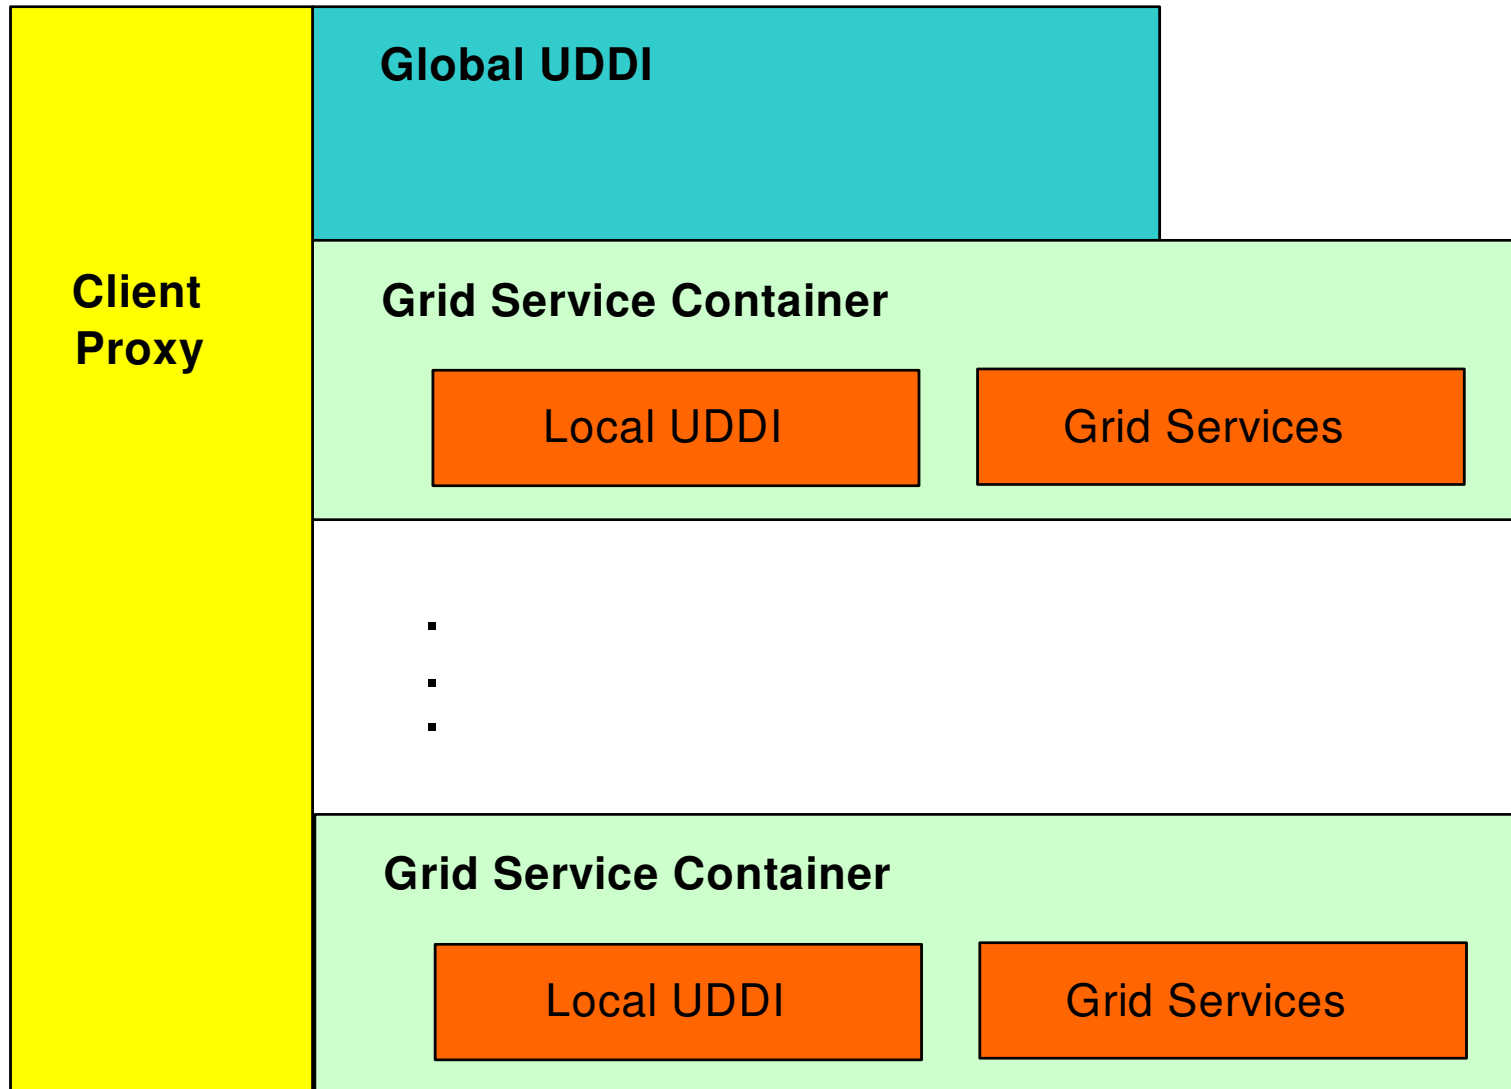 Global UDDI
Client
Proxy
Grid Service Container
Local UDDI
Grid Services
.
.
.
Grid Service Container
Local UDDI
Grid Services